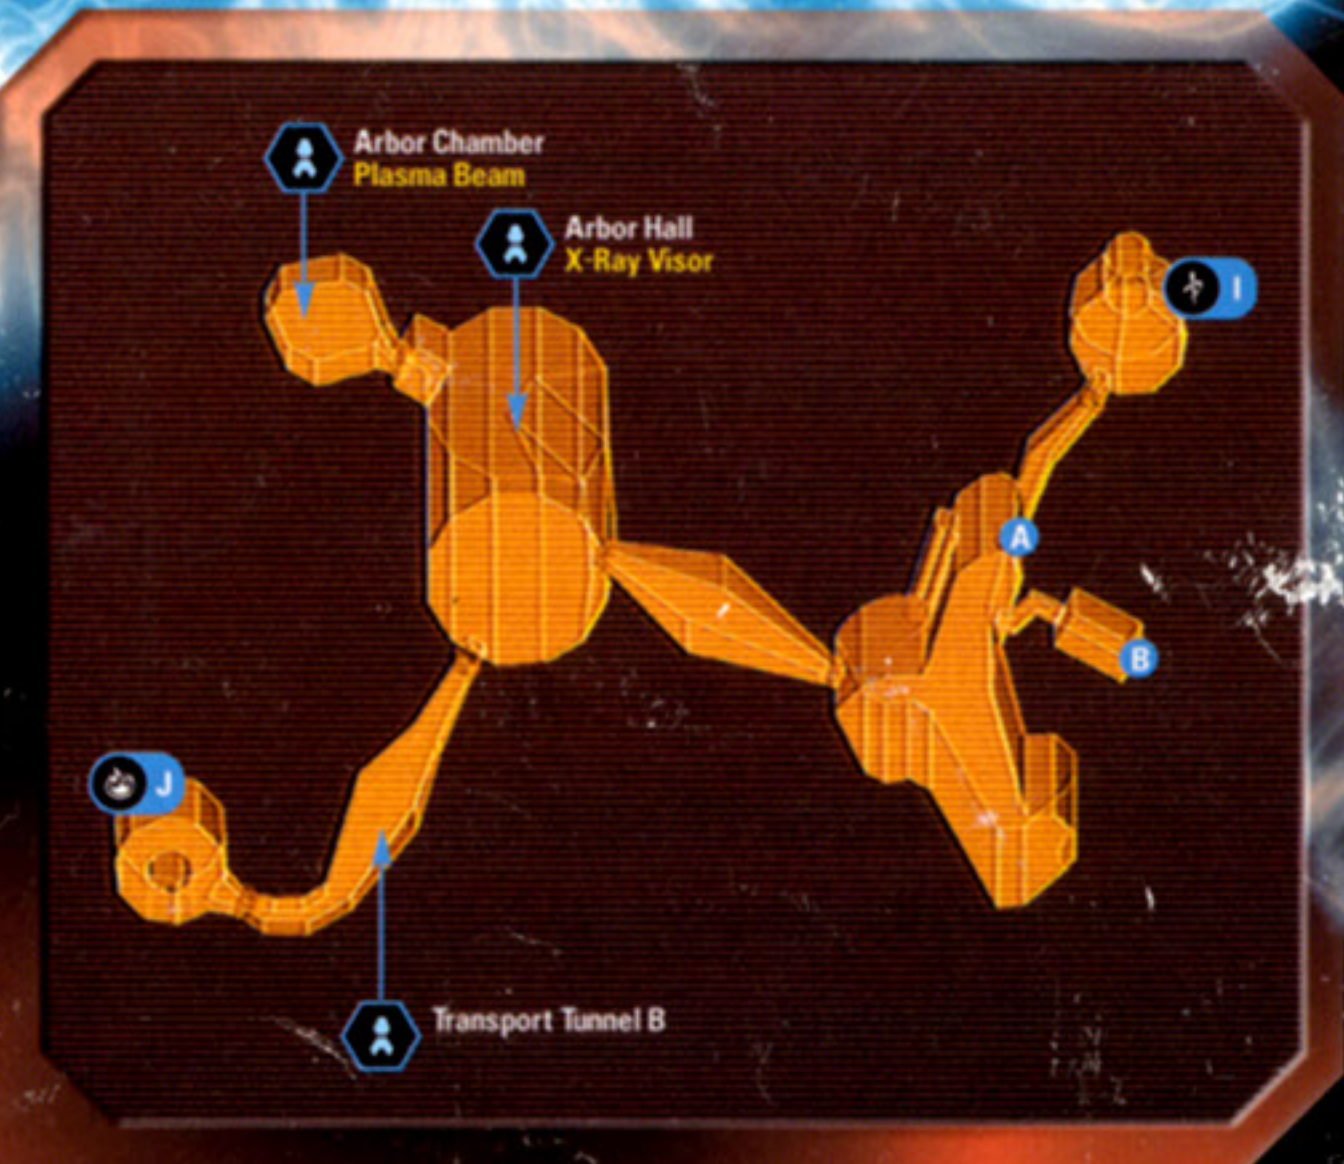 Arbor Chamber
Plasma Beam
Arbor Hall
X-Ray Visor
I
A
B
J
Transport Tunnel B